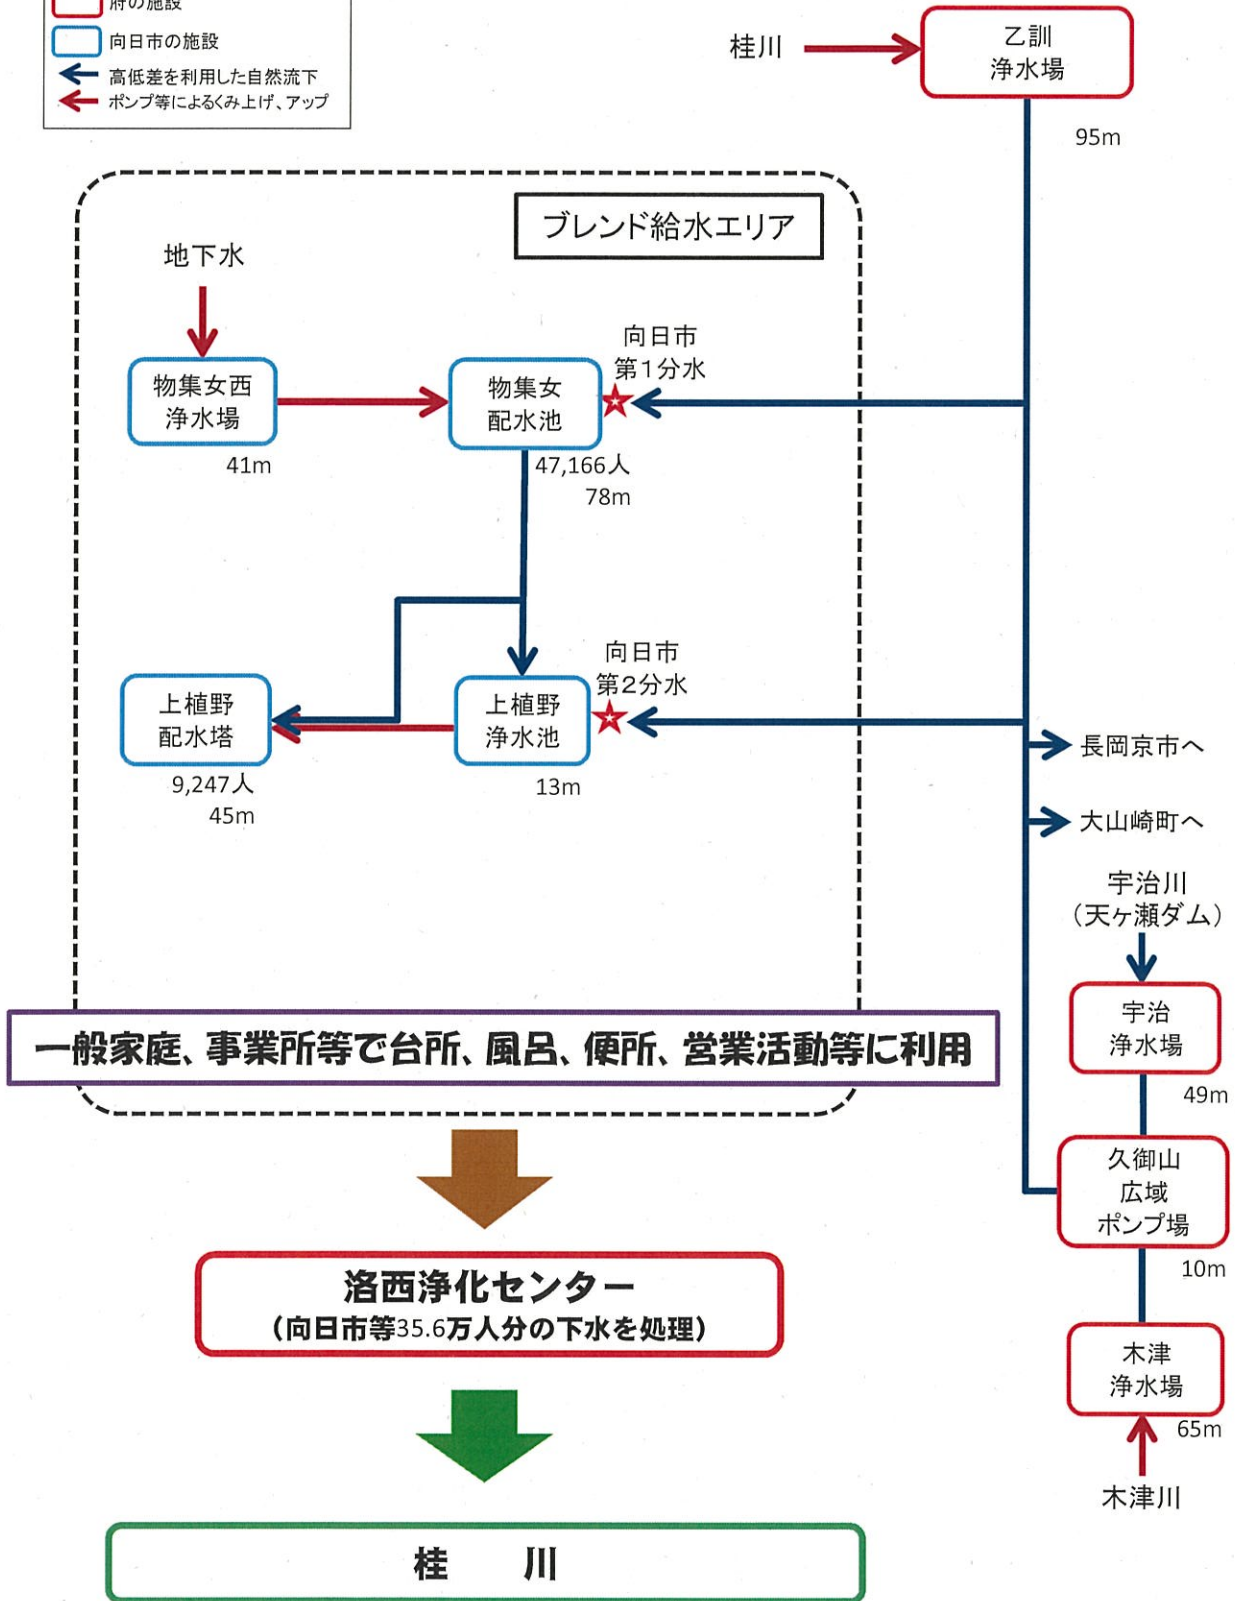 府の施設
向日市の施設
高低差を利用した自然流下
ポンプ等によるくみ上げ、アップ
桂川
乙訓
浄水場
95m
ブレンド給水エリア
地下水
物集女西
浄水場
41m
物集女
配水池
47,166人
78m
向日市
第1分水
上植野
配水塔
9,247人
45m
上植野
浄水池
13m
向日市
第2分水
長岡京市へ
大山崎町へ
宇治川
(天ヶ瀬ダム)
宇治
浄水場
49m
久御山
広域
ポンプ場
10m
木津
浄水場
65m
木津川
一般家庭、事業所等で台所、風呂、便所、営業活動等に利用
洛西浄化センター
(向日市等35.6万人分の下水を処理)
桂　　川